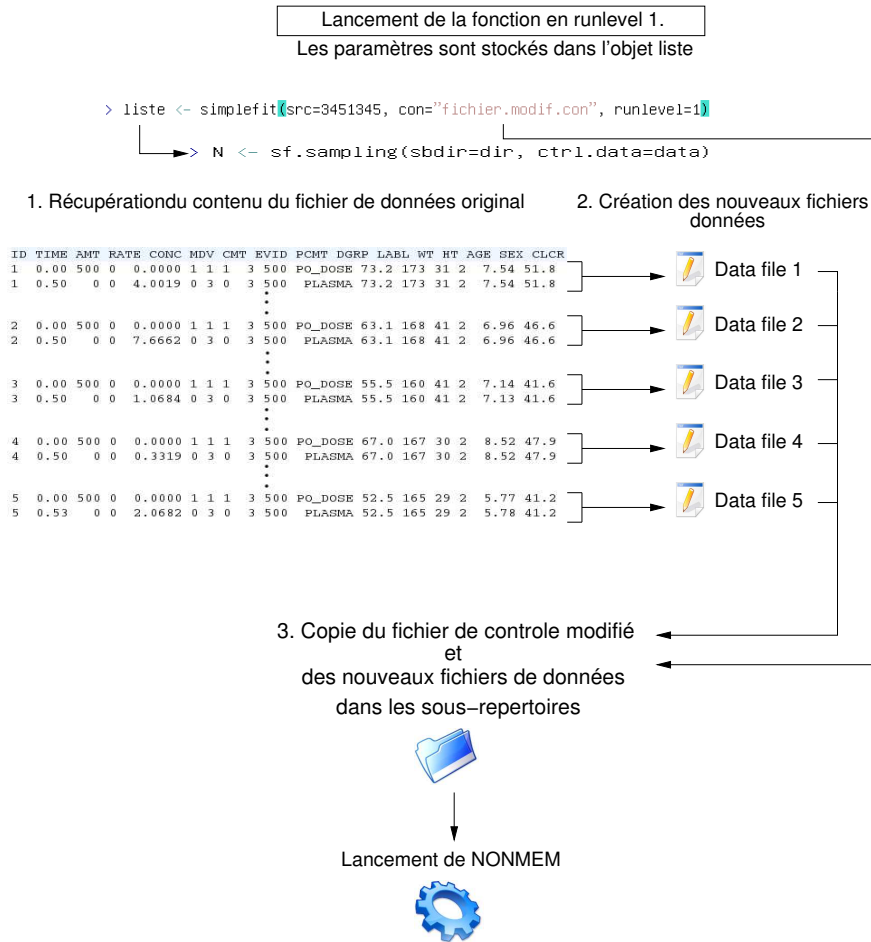 Lancement de la fonction en runlevel 1.
Les paramètres sont stockés dans l'objet liste
> liste <- simplefit(src=3451345, con="fichier.modif.con", runlevel=1)
> N <- sf.sampling(sbdir=dir, ctrl.data=data)
1. Récupérationdu contenu du fichier de données original
2. Création des nouveaux fichiers
données
ID TIME AMT RATE CONC MDV CMT EVID PCMT DGRP LABL WT HT AGE SEX CLCR
1 0.00 500 0 0.0000 1 1 1 3 500 PO_DOSE 73.2 173 31 2 7.54 51.8
1 0.50 0 0 4.0019 0 3 0 3 500 PLASMA 73.2 173 31 2 7.54 51.8
Data file 1
2 0.00 500 0 0.0000 1 1 1 3 500 PO_DOSE 63.1 168 41 2 6.96 46.6
2 0.50 0 0 7.6662 0 3 0 3 500 PLASMA 63.1 168 41 2 6.96 46.6
Data file 2
3 0.00 500 0 0.0000 1 1 1 3 500 PO_DOSE 55.5 160 41 2 7.14 41.6
3 0.50 0 0 1.0684 0 3 0 3 500 PLASMA 55.5 160 41 2 7.13 41.6
Data file 3
4 0.00 500 0 0.0000 1 1 1 3 500 PO_DOSE 67.0 167 30 2 8.52 47.9
4 0.50 0 0 0.3319 0 3 0 3 500 PLASMA 67.0 167 30 2 8.52 47.9
Data file 4
5 0.00 500 0 0.0000 1 1 1 3 500 PO_DOSE 52.5 165 29 2 5.77 41.2
5 0.53 0 0 2.0682 0 3 0 3 500 PLASMA 52.5 165 29 2 5.78 41.2
Data file 5
3. Copie du fichier de controle modifié
et
des nouveaux fichiers de données
dans les sous−repertoires
Lancement de NONMEM